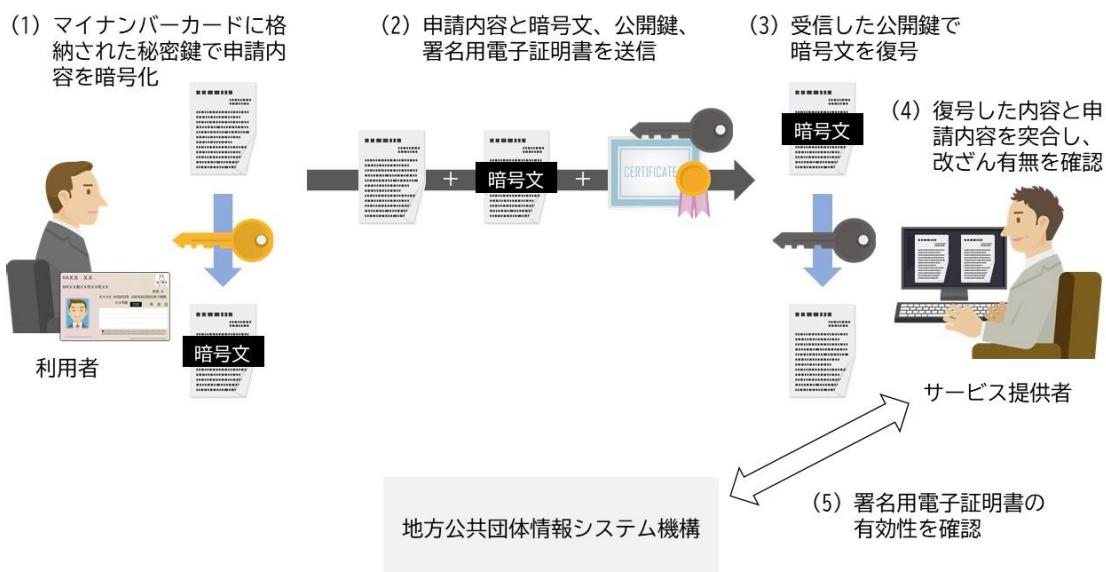 (1) マイナンバーカードに格
納された秘密鍵で申請内
容を暗号化
(2) 申請内容と暗号文、公開鍵、
署名用電子証明書を送信
(3) 受信した公開鍵で
暗号文を復号
(4) 復号した内容と申
請内容を突合し、
改ざん有無を確認
暗号文
+
暗号文
+
CERTIFICATE
暗号文
利用者
サービス提供者
地方公共団体情報システム機構
(5) 署名用電子証明書の
有効性を確認